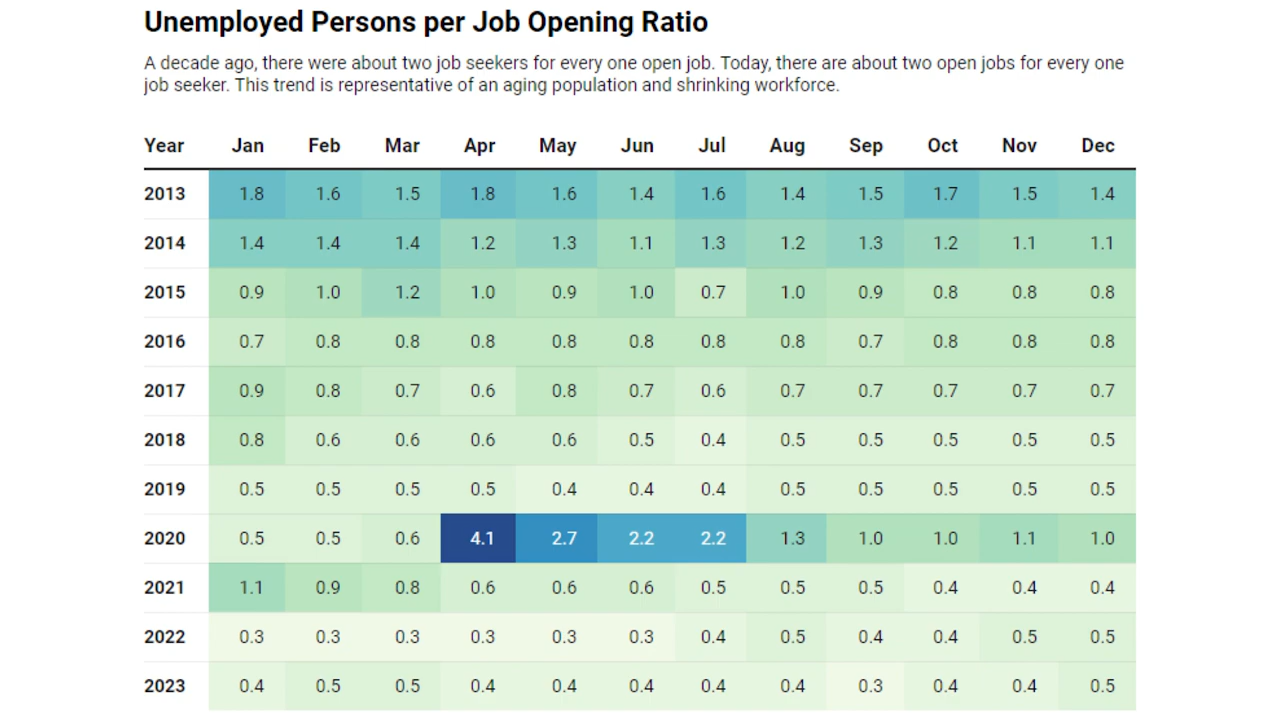 Unemployed Persons per Job Opening Ratio
A decade ago, there were about two job seekers for every one open job. Today, there are about two open jobs for every one
job seeker. This trend is representative of an aging population and shrinking workforce.
Year Jan Feb Mar Apr May Jun Jul Aug Sep Oct Nov Dec
2013 1.8 1.6 1.5 1.8 1.6 1.4 1.6 1.4 1.5 1.7 1.5 1.4
2014 1.4 1.4 1.4 1.2 1.3 1.1 1.3 1.2 1.3 1.2 1.1 1.1
2015 0.9 1.0 1.2 1.0 0.9 1.0 0.7 1.0 0.9 0.8 0.8 0.8
2016 0.7 0.8 0.8 0.8 0.8 0.8 0.8 0.8 0.7 0.8 0.8 0.8
2017 0.9 0.8 0.7 0.6 0.8 0.7 0.6 0.7 0.7 0.7 0.7 0.7
2018 0.8 0.6 0.6 0.6 0.6 0.5 0.4 0.5 0.5 0.5 0.5 0.5
2019 0.5 0.5 0.5 0.5 0.4 0.4 0.4 0.5 0.5 0.5 0.5 0.5
2020 0.5 0.5 0.6 4.1 2.7 2.2 2.2 1.3 1.0 1.0 1.1 1.0
2021 1.1 0.9 0.8 0.6 0.6 0.6 0.5 0.5 0.5 0.4 0.4 0.4
2022 0.3 0.3 0.3 0.3 0.3 0.3 0.4 0.5 0.4 0.4 0.5 0.5
2023 0.4 0.5 0.5 0.4 0.4 0.4 0.4 0.4 0.3 0.4 0.4 0.5